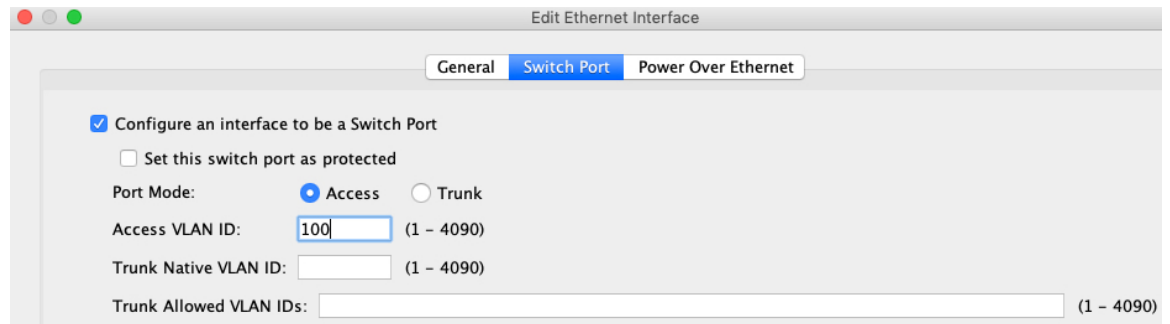 Edit Ethernet Interface
General Switch Port Power Over Ethernet
Configure an interface to be a Switch Port
Set this switch port as protected
Port Mode: Access Trunk
Access VLAN ID: 100 (1 - 4090)
Trunk Native VLAN ID: (1 - 4090)
Trunk Allowed VLAN IDs: (1 - 4090)